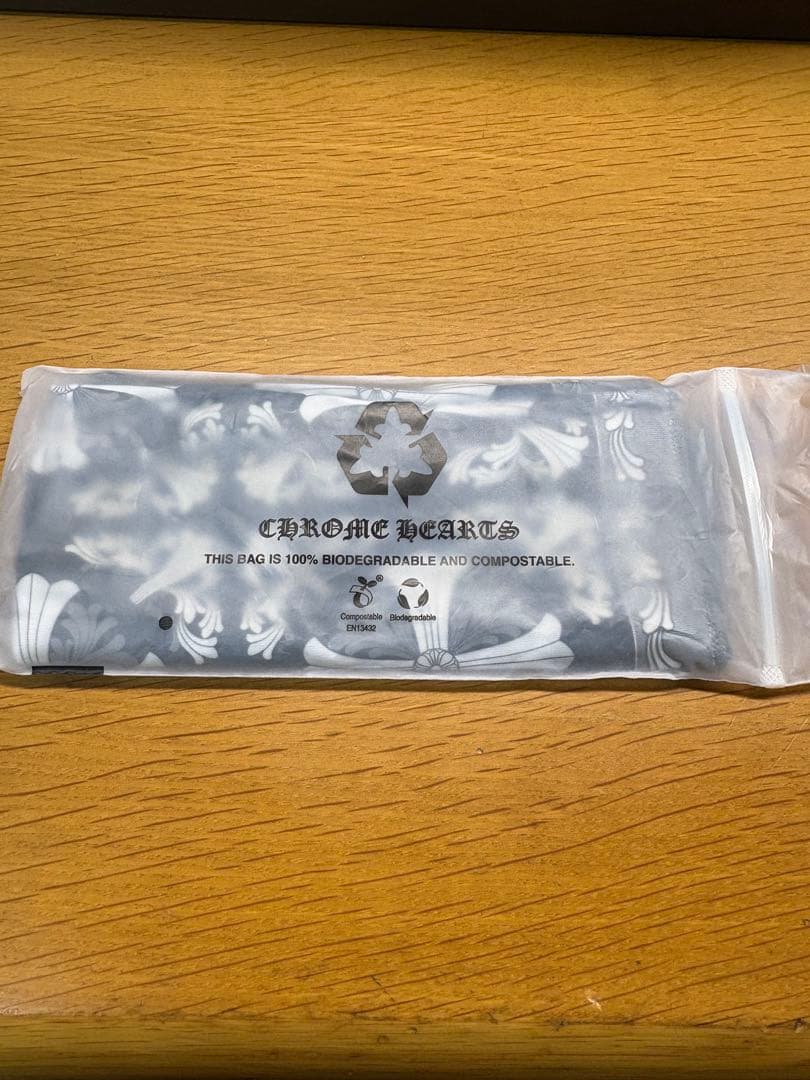 CHROME HEARTS
THIS BAG IS 100% BIODEGRADABLE AND COMPOSTABLE.
® 
Compostable Biodegradable
EN13432